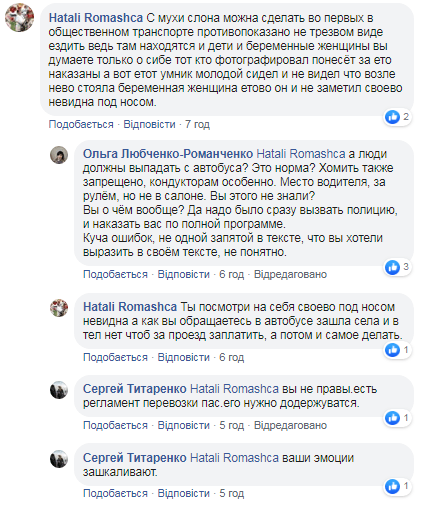 Hatali Romashca С мухи слона можна сделать во первых в
общественном транспорте противопоказано не трезвом виде
ездить ведь там находятся и дети и беременные женщины вы
думаете только о сибе тот кто фотографировал понесёт за ето
наказаны а вот етот умник молодой сидел и не видел что возле
нево стояла беременная женщина етово он и не заметил своево
невидна под носом.
2
Подобається · Відповісти · 7 год
Ольга Любченко-Романченко Hatali Romashca а люди
должны выпадать с автобуса? Это норма? Хомить также
запрещено, кондукторам особенно. Место водителя, за
рулём, но не в салоне. Вы этого не знали?
Вы о чём вообще? Да надо было сразу вызвать полицию,
и наказать вас по полной программе.
Куча ошибок, не одной запятой в тексте, что вы хотели
выразить в своём тексте, не понятно.
3
Подобається · Відповісти · 6 год · Відредаговано
Hatali Romashca Ты посмотри на себя своево под носом
невидна а как вы обращаетесь в автобусе зашла села и в
тел нет чтоб за проезд заплатить, а потом и самое делать.
1
Подобається · Відповісти · 6 год
Сергей Титаренко Hatali Romashca вы не правы.есть
регламент перевозки пас.его нужно додержуватся.
1
Подобається · Відповісти · 5 год · Відредаговано
Сергей Титаренко Hatali Romashca ваши эмоции
зашкаливают.
1
Подобається · Відповісти · 5 год